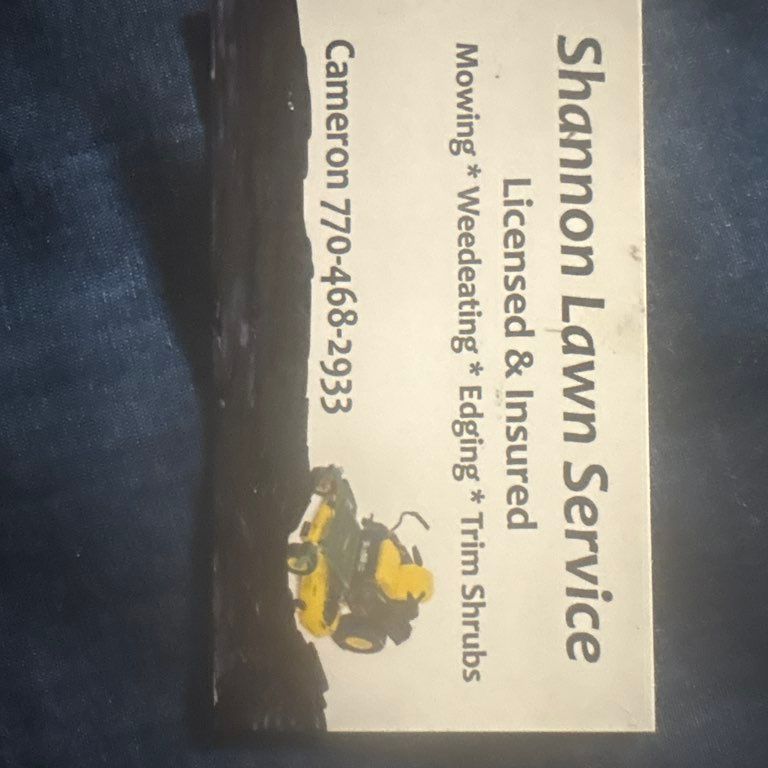 Shannon Lawn Service
Licensed & Insured
Mowing * Weedeating * Edging * Trim Shrubs
Cameron 770-468-2933